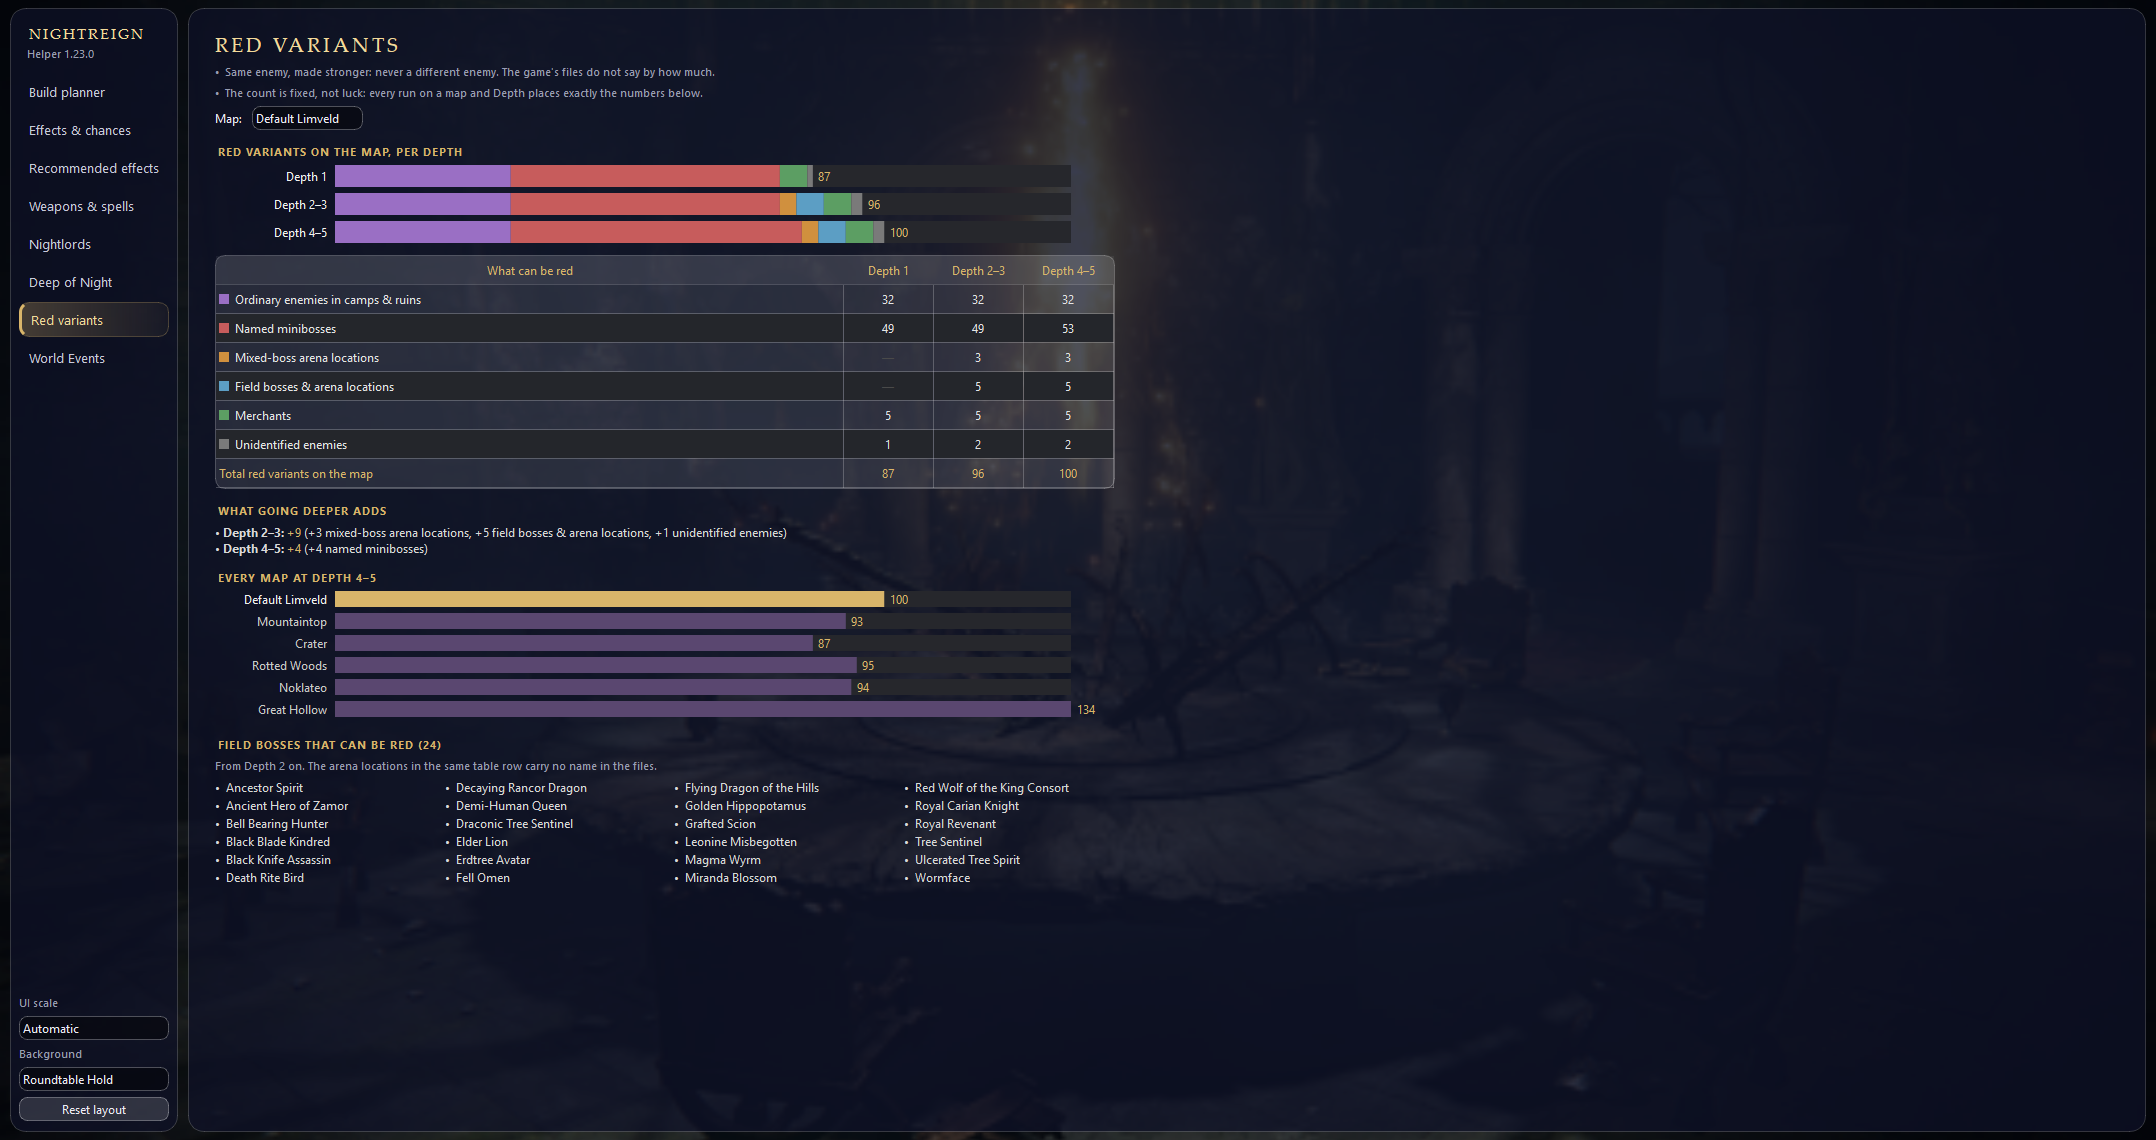 NIGHTREIGN
Helper 1.23.0
Build planner
Effects & chances
Recommended effects
Weapons & spells
Nightlords
Deep of Night
Red variants
World Events
UI scale
Automatic
Background
Roundtable Hold
Reset layout
RED VARIANTS
• Same enemy, made stronger: never a different enemy. The game's files do not say by how much.
• The count is fixed, not luck: every run on a map and Depth places exactly the numbers below.
Map: Default Limveld
RED VARIANTS ON THE MAP, PER DEPTH
Depth 1 87
Depth 2–3 96
Depth 4–5 100
What can be red Depth 1 Depth 2–3 Depth 4–5
Ordinary enemies in camps & ruins 32 32 32
Named minibosses 49 49 53
Mixed-boss arena locations — 3 3
Field bosses & arena locations — 5 5
Merchants 5 5 5
Unidentified enemies 1 2 2
Total red variants on the map 87 96 100
WHAT GOING DEEPER ADDS
• Depth 2–3: +9 (+3 mixed-boss arena locations, +5 field bosses & arena locations, +1 unidentified enemies)
• Depth 4–5: +4 (+4 named minibosses)
EVERY MAP AT DEPTH 4–5
Default Limveld 100
Mountaintop 93
Crater 87
Rotted Woods 95
Noklateo 94
Great Hollow 134
FIELD BOSSES THAT CAN BE RED (24)
From Depth 2 on. The arena locations in the same table row carry no name in the files.
• Ancestor Spirit
• Ancient Hero of Zamor
• Bell Bearing Hunter
• Black Blade Kindred
• Black Knife Assassin
• Death Rite Bird
• Decaying Rancor Dragon
• Demi-Human Queen
• Draconic Tree Sentinel
• Elder Lion
• Erdtree Avatar
• Fell Omen
• Flying Dragon of the Hills
• Golden Hippopotamus
• Grafted Scion
• Leonine Misbegotten
• Magma Wyrm
• Miranda Blossom
• Red Wolf of the King Consort
• Royal Carian Knight
• Royal Revenant
• Tree Sentinel
• Ulcerated Tree Spirit
• Wormface